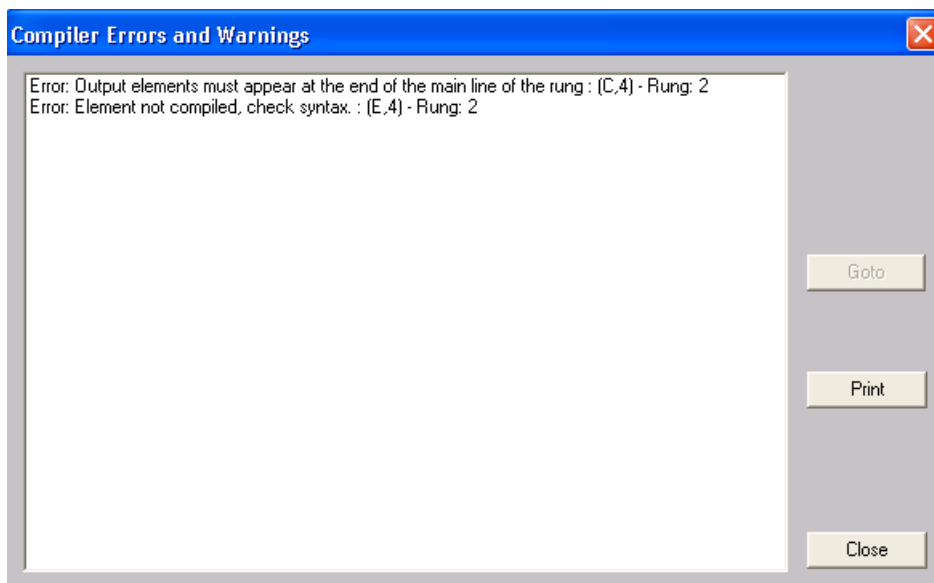 Compiler Errors and Warnings
Error: Output elements must appear at the end of the main line of the rung : (C,4) - Rung: 2
Error: Element not compiled, check syntax. : (E,4) - Rung: 2
Goto
Print
Close